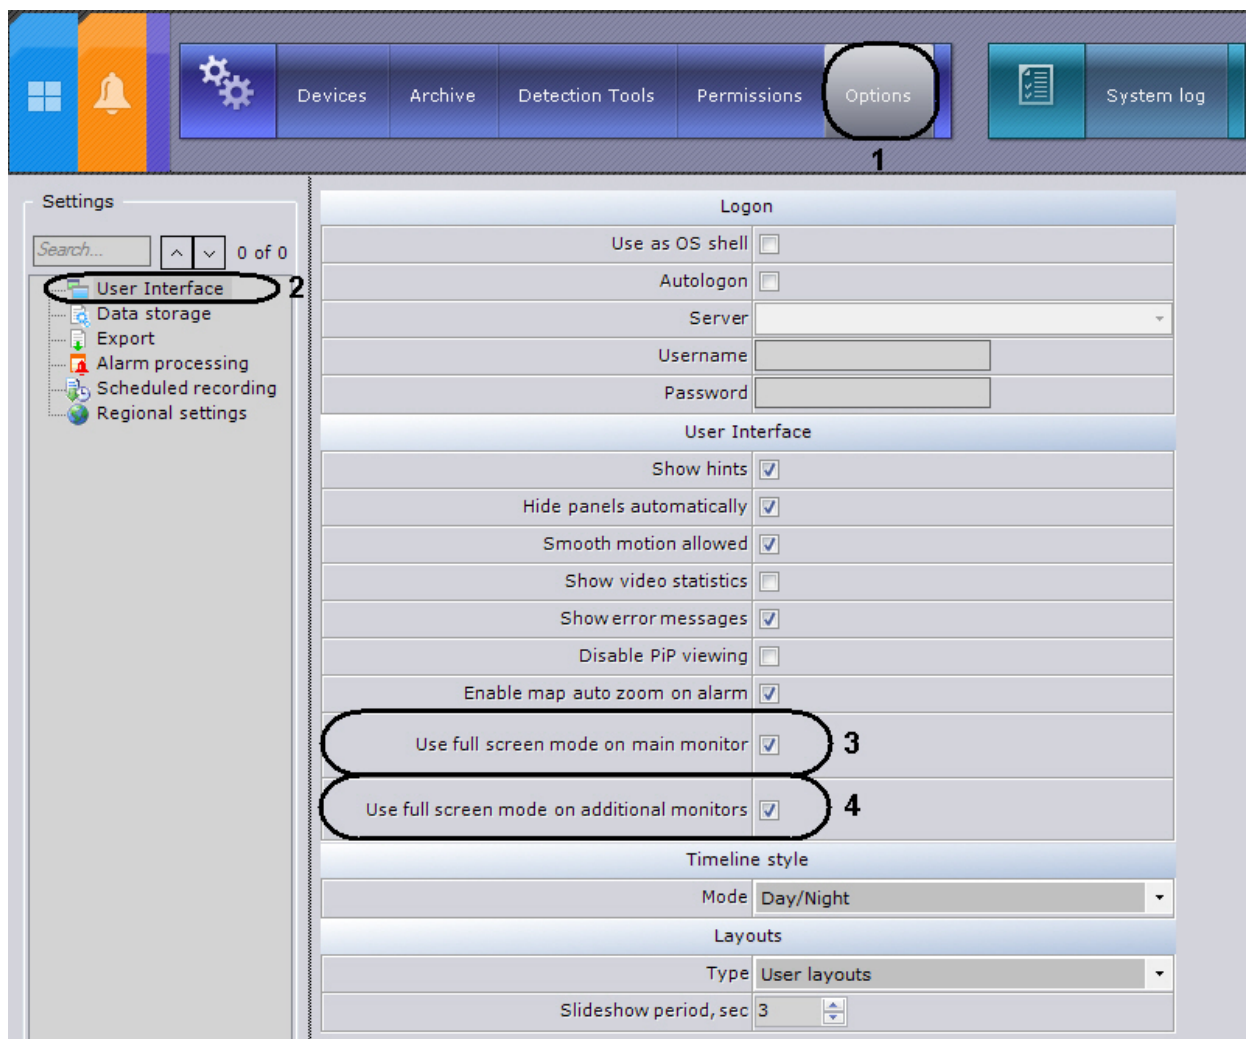 Devices Archive Detection Tools Permissions Options System log
1
Settings
Search... 0 of 0
User Interface 2
Data storage
Export
Alarm processing
Scheduled recording
Regional settings
Logon
Use as OS shell
Autologon
Server
Username
Password
User Interface
Show hints
Hide panels automatically
Smooth motion allowed
Show video statistics
Show error messages
Disable PiP viewing
Enable map auto zoom on alarm
Use full screen mode on main monitor 3
Use full screen mode on additional monitors 4
Timeline style
Mode Day/Night
Layouts
Type User layouts
Slideshow period, sec 3